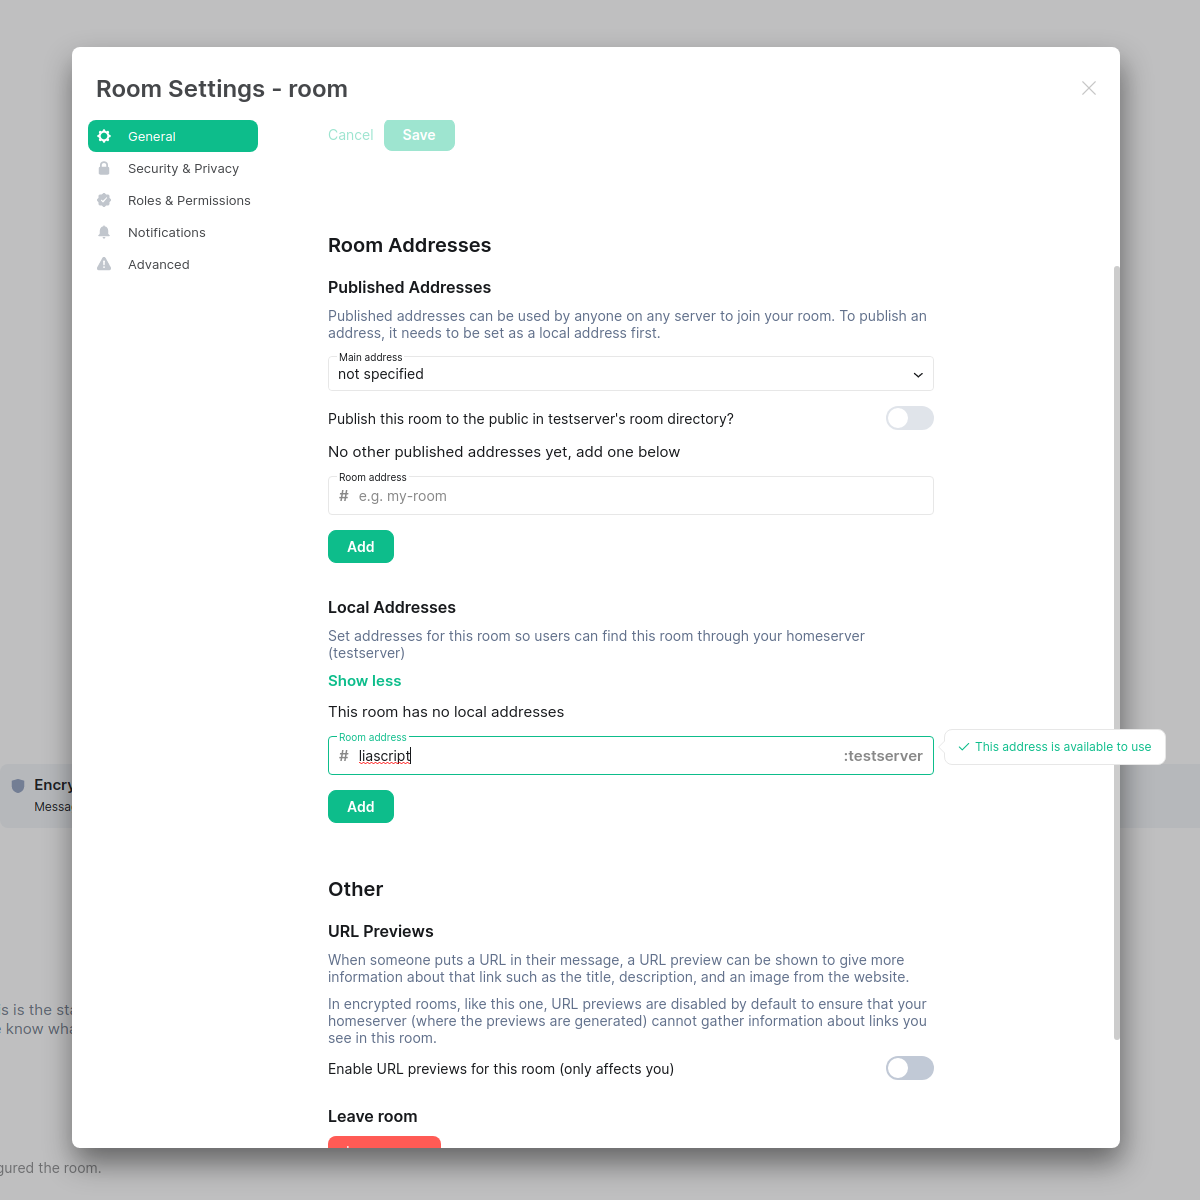 Room Settings - room
General
Security & Privacy
Roles & Permissions
Notifications
Advanced
Cancel
Save
Room Addresses
Published Addresses
Published addresses can be used by anyone on any server to join your room. To publish an
address, it needs to be set as a local address first.
Main address
not specified
Publish this room to the public in testserver's room directory?
No other published addresses yet, add one below
Room address
# e.g. my-room
Add
Local Addresses
Set addresses for this room so users can find this room through your homeserver
(testserver)
Show less
This room has no local addresses
Room address
# liascript :testserver
This address is available to use
Add
Other
URL Previews
When someone puts a URL in their message, a URL preview can be shown to give more
information about that link such as the title, description, and an image from the website.
In encrypted rooms, like this one, URL previews are disabled by default to ensure that your
homeserver (where the previews are generated) cannot gather information about links you
see in this room.
Enable URL previews for this room (only affects you)
Leave room
Encry
Messa
s is the sta
know wha
gured the room.